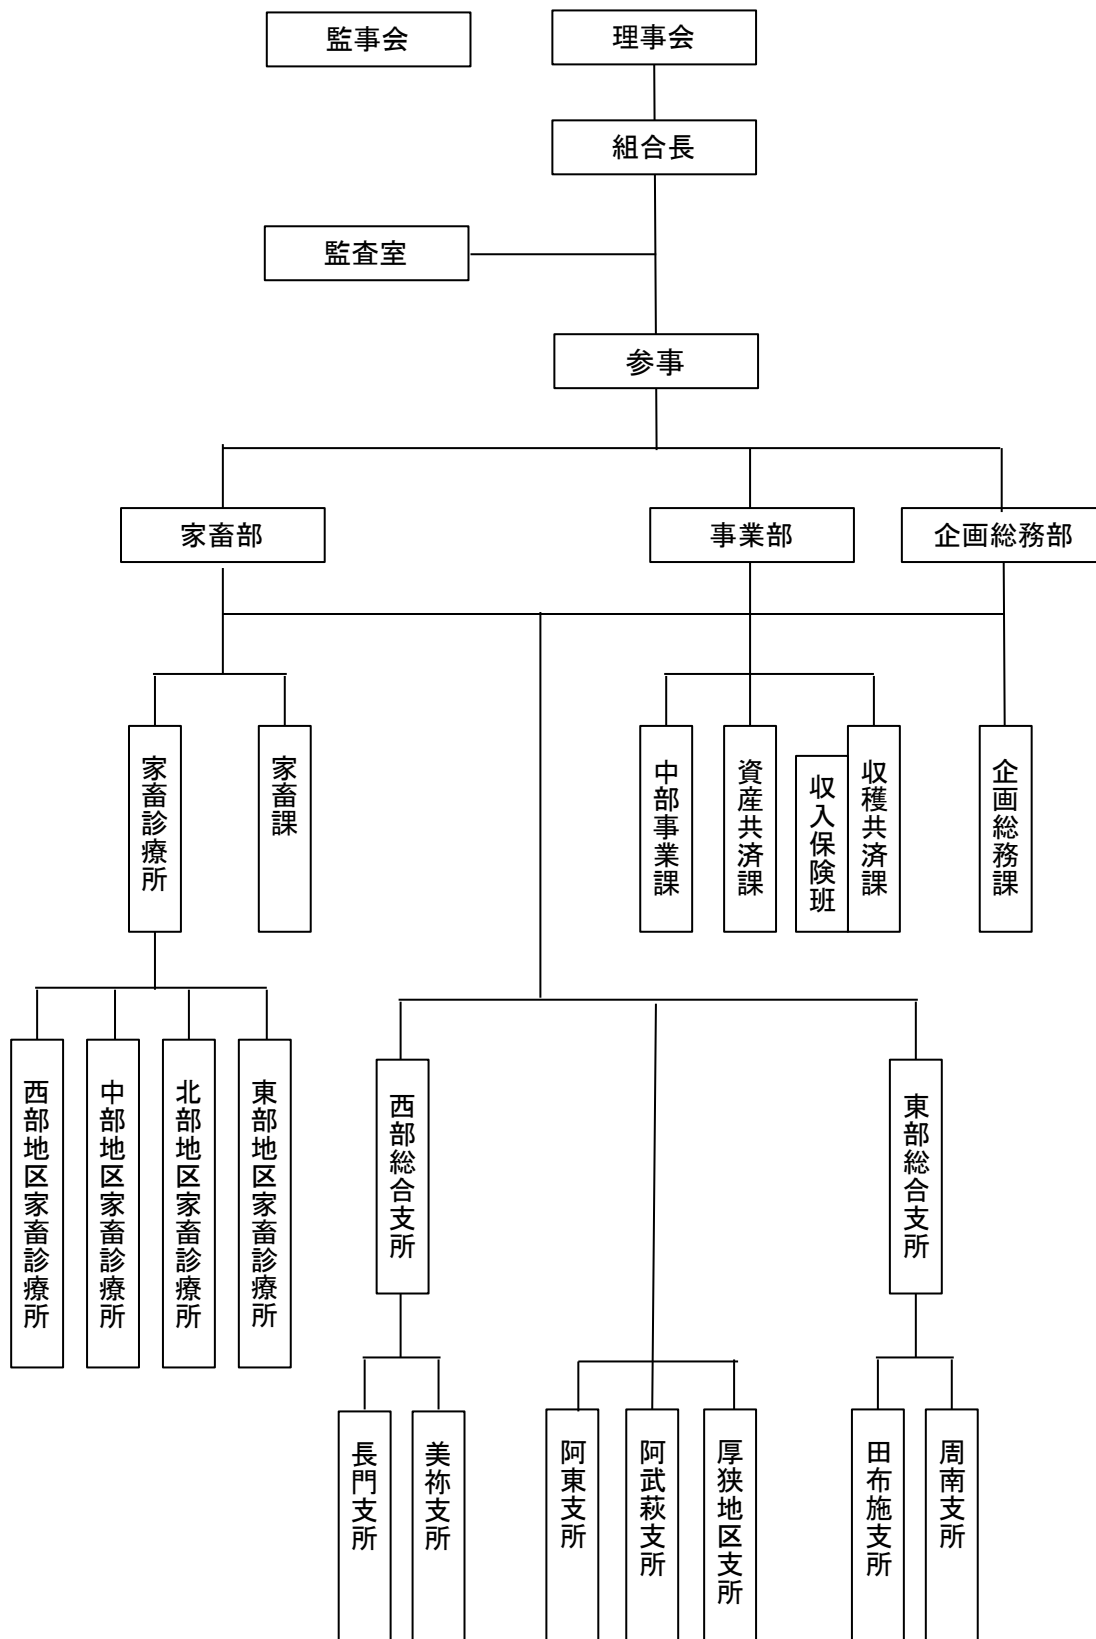 監事会
理事会
組合長
監査室
参事
家畜部
事業部
企画総務部
家畜診療所
家畜課
中部事業課
資産共済課
収入保険班
収穫共済課
企画総務課
西部地区家畜診療所
中部地区家畜診療所
北部地区家畜診療所
東部地区家畜診療所
西部総合支所
東部総合支所
長門支所
美祢支所
阿東支所
阿武萩支所
厚狭地区支所
田布施支所
周南支所